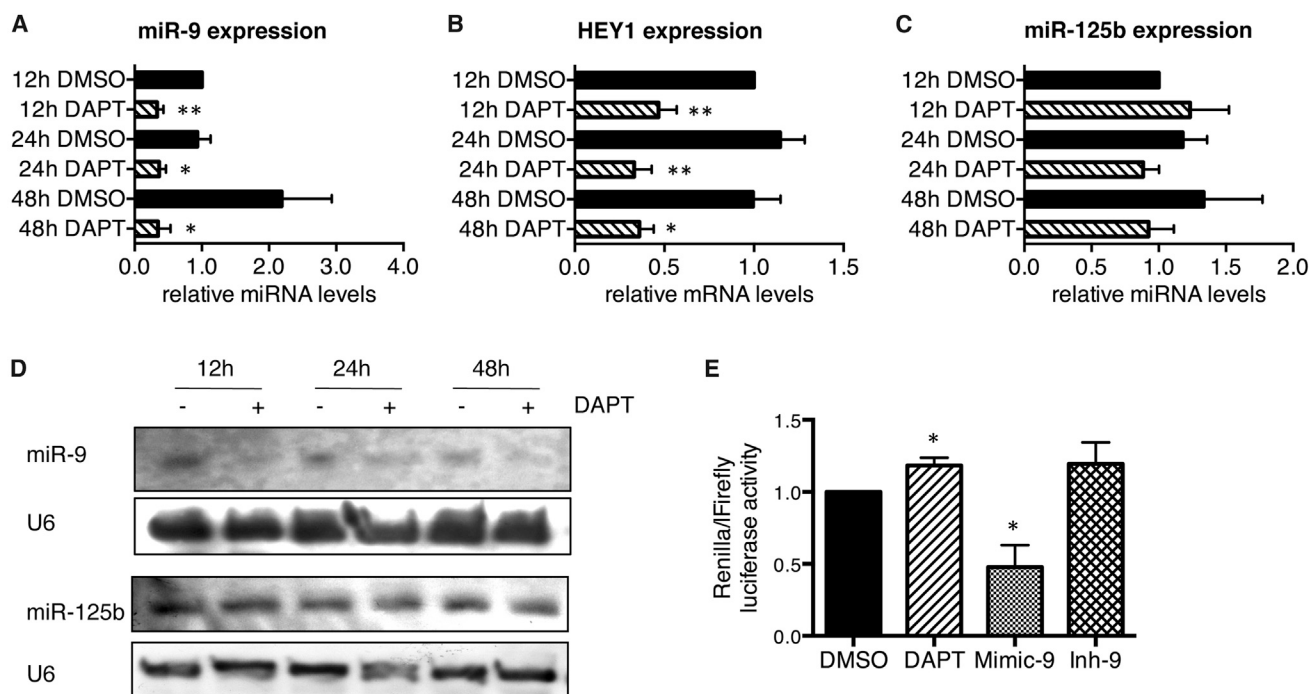 A
miR-9 expression
12h DMSO
12h DAPT **
24h DMSO
24h DAPT *
48h DMSO
48h DAPT *
0.0 1.0 2.0 3.0 4.0
relative miRNA levels
B
HEY1 expression
12h DMSO
12h DAPT **
24h DMSO
24h DAPT **
48h DMSO
48h DAPT *
0.0 0.5 1.0 1.5
relative mRNA levels
C
miR-125b expression
12h DMSO
12h DAPT
24h DMSO
24h DAPT
48h DMSO
48h DAPT
0.0 1.0 1.5 2.0
relative miRNA levels
D
12h 24h 48h
- + - + - + DAPT
miR-9
U6
miR-125b
U6
E
Renilla/lFirefly
luciferase activity
1.5
1.0
0.5
0.0
* *
DMSO DAPT Mimic-9 Inh-9